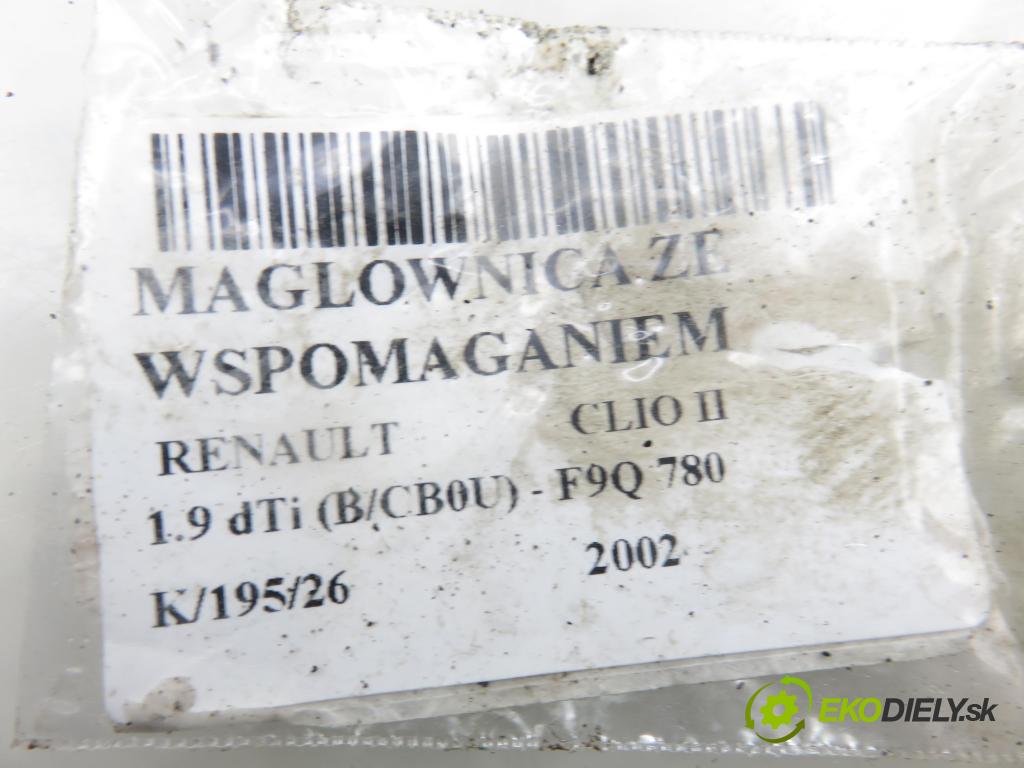 MAGLOWNICA ZE
WSPOMAGANIEM
RENAULT CLIO II
1.9 dTi (B/CB0U) - F9Q 780
K/195/26 2002
EKODIELY.sk